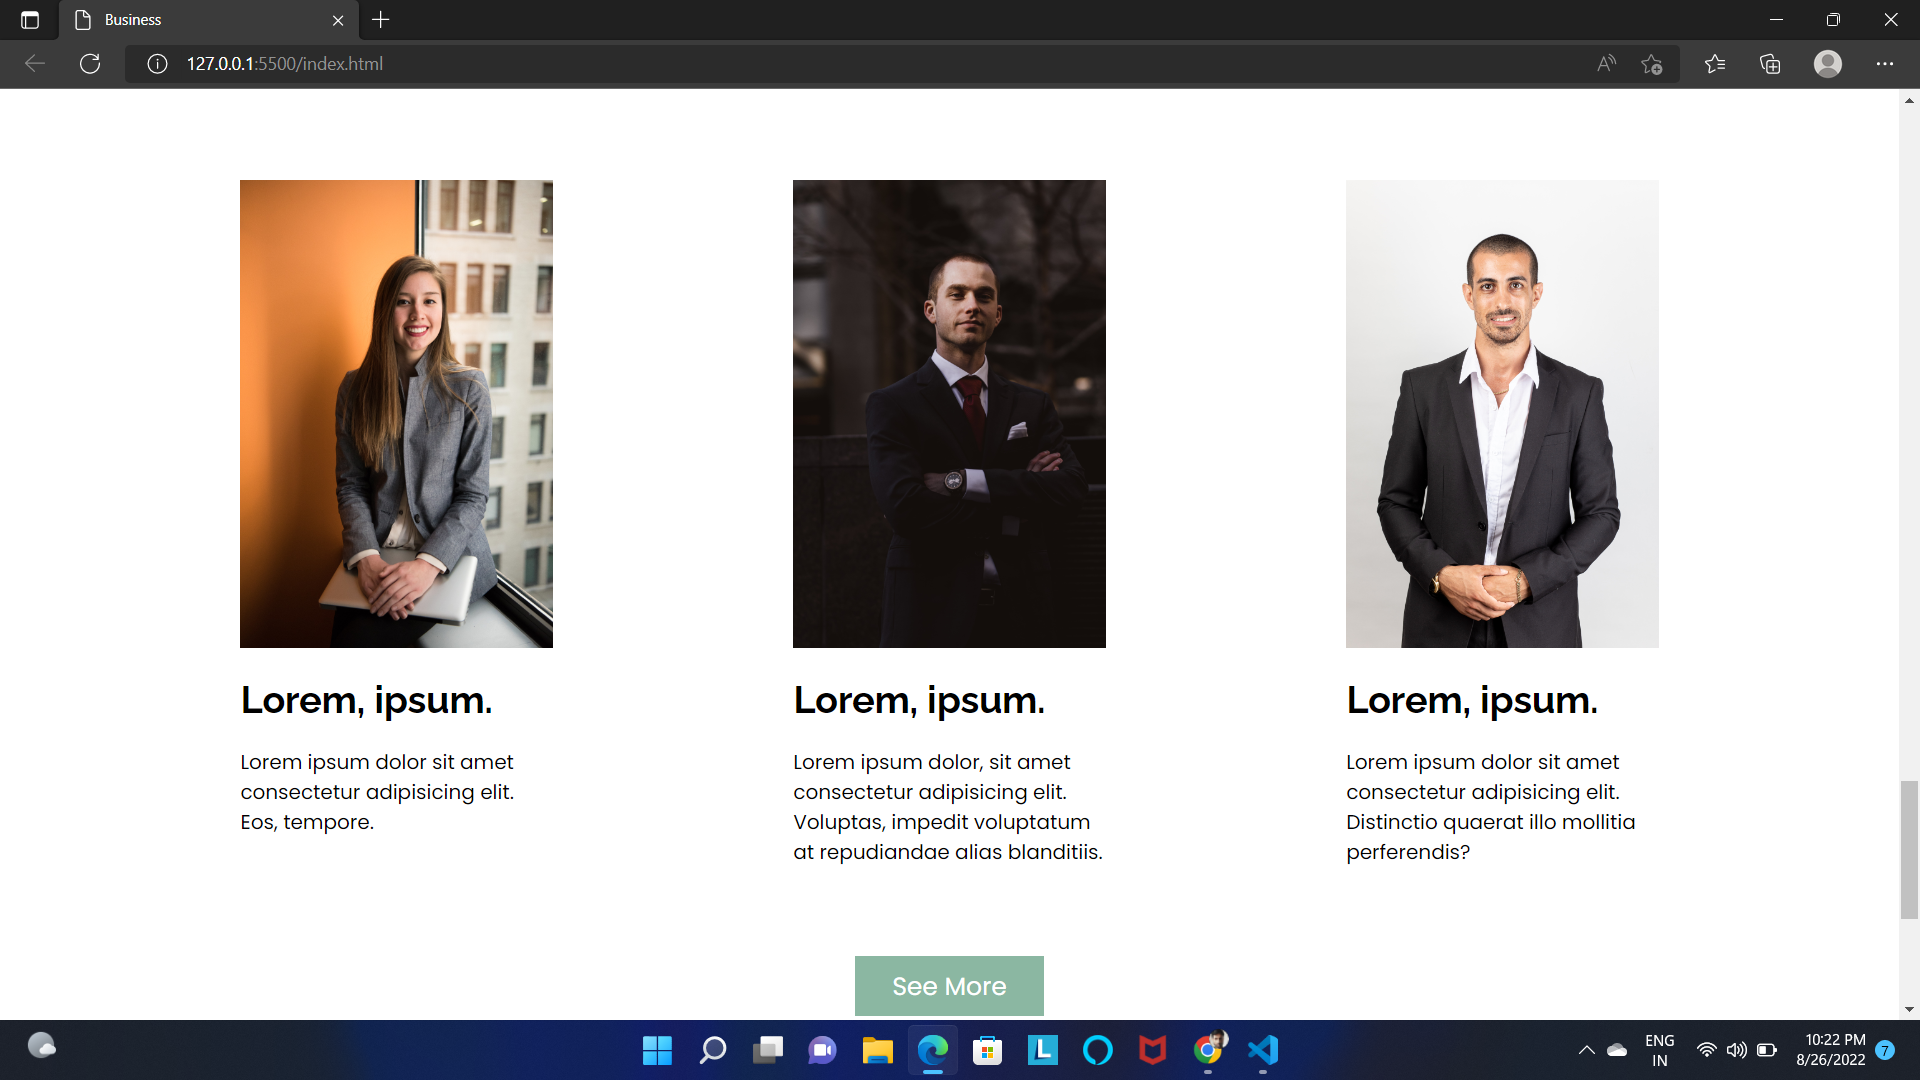 Business
127.0.0.1:5500/index.html
Lorem, ipsum.
Lorem ipsum dolor sit amet
consectetur adipisicing elit.
Eos, tempore.
Lorem, ipsum.
Lorem ipsum dolor, sit amet
consectetur adipisicing elit.
Voluptas, impedit voluptatum
at repudiandae alias blanditiis.
Lorem, ipsum.
Lorem ipsum dolor sit amet
consectetur adipisicing elit.
Distinctio quaerat illo mollitia
perferendis?
See More
ENG
IN
10:22 PM
8/26/2022
7